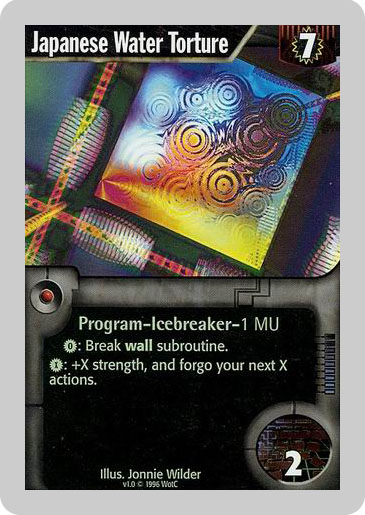 Japanese Water Torture
7
Program-Icebreaker-1 MU
0: Break wall subroutine.
0: +X strength, and forgo your next X
actions.
2
Illus. Jonnie Wilder
v1.0 © 1996 WotC